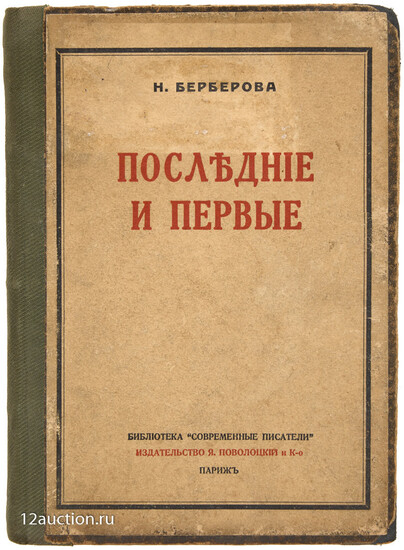 Н. БЕРБЕРОВА
ПОСЛѢДНІЕ
И ПЕРВЫЕ
БИБЛІОТЕКА "СОВРЕМЕННЫЕ ПИСАТЕЛИ"
ИЗДАТЕЛЬСТВО Я. ПОВОЛОЦКІЙ и К-о
ПАРИЖЪ
12auction.ru